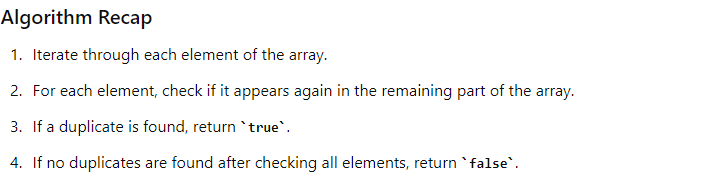 Algorithm Recap
1. Iterate through each element of the array.
2. For each element, check if it appears again in the remaining part of the array.
3. If a duplicate is found, return `true`.
4. If no duplicates are found after checking all elements, return `false`.